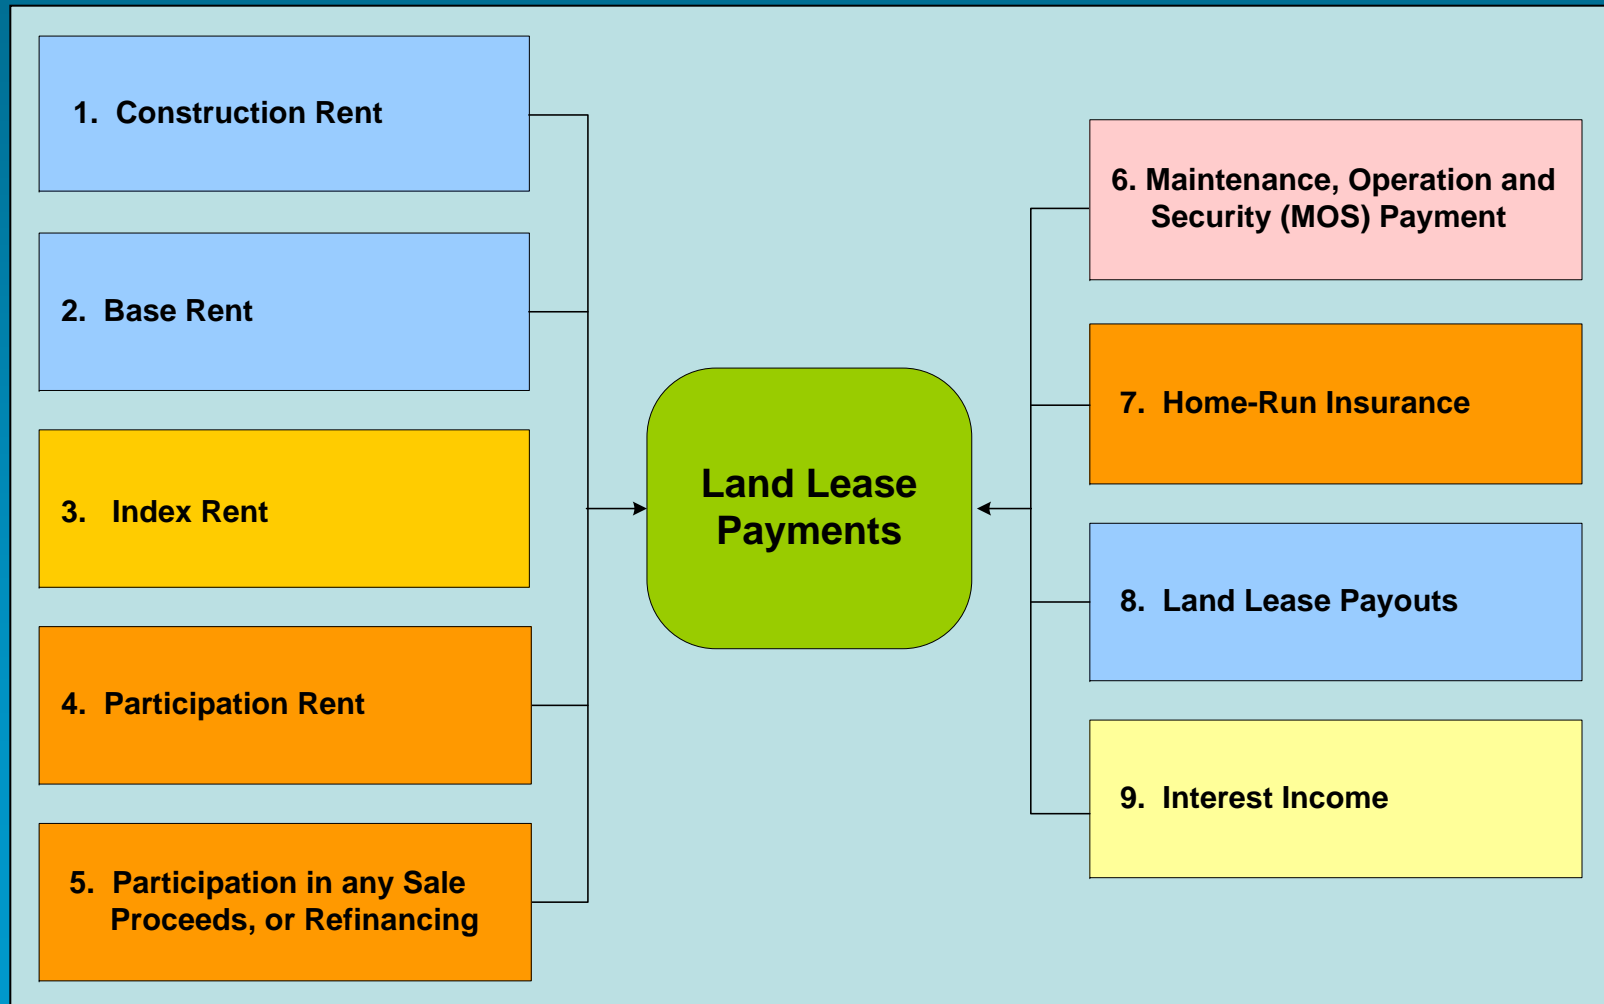 1. Construction Rent
2. Base Rent
3. Index Rent
4. Participation Rent
5. Participation in any Sale
Proceeds, or Refinancing
Land Lease
Payments
6. Maintenance, Operation and
Security (MOS) Payment
7. Home-Run Insurance
8. Land Lease Payouts
9. Interest Income